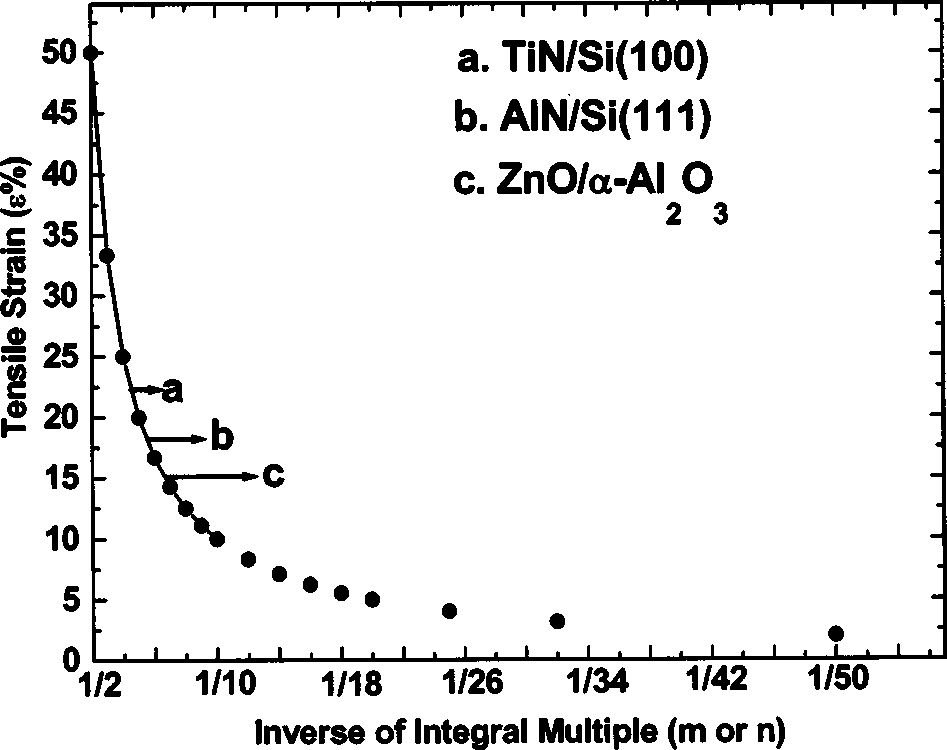 a. TiN/Si(100)
b. AlN/Si(111)
c. ZnO/α-Al2O3
Tensile Strain (ε%)
50
45
40
35
30
25
20
15
10
5
0
a
b
c
1/2 1/10 1/18 1/26 1/34 1/42 1/50
Inverse of Integral Multiple (m or n)